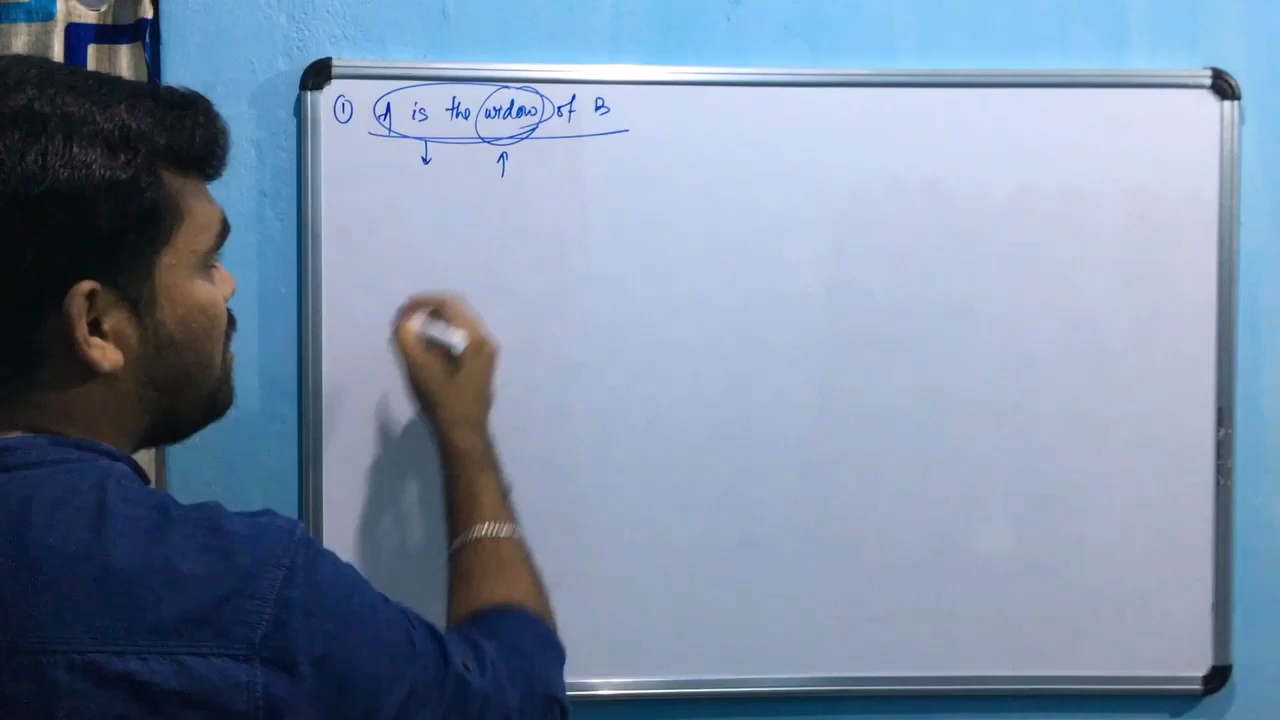 ① A is the widow of B